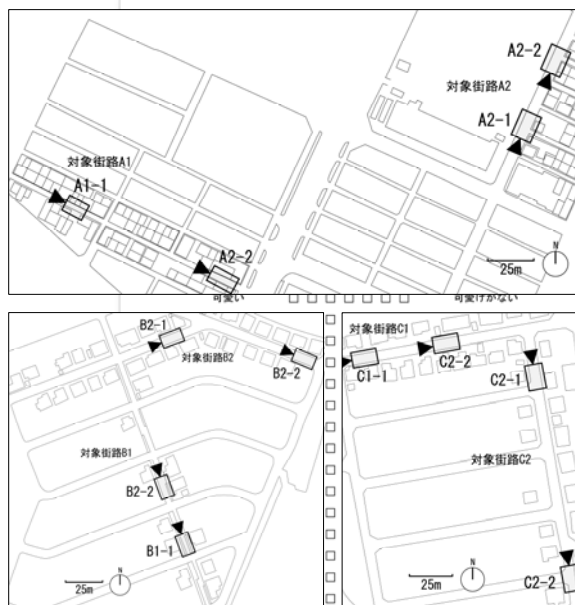 A2-2
対象街路A2
A2-1
対象街路A1
A1-1
A2-2
N
25m
可愛い
可愛げがない
B2-1
対象街路B2
B2-2
対象街路B1
B2-2
B1-1
25m
N
対象街路C1
C1-1
C2-2
C2-1
対象街路C2
25m
N
C2-2